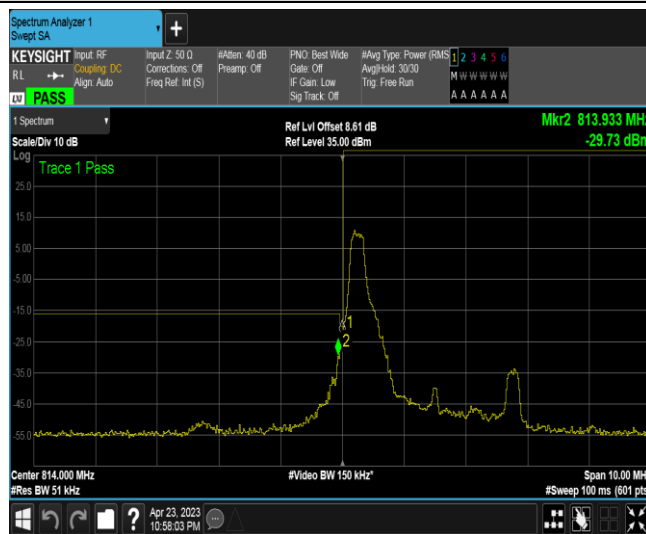 Spectrum Analyzer 1
Swept SA
KEYSIGHT
RL
LXI PASS
Input: RF
Coupling: DC
Align: Auto
Input Z: 50 Ω
Corrections: Off
Freq Ref: Int (S)
#Atten: 40 dB
Preamp: Off
PNO: Best Wide
Gate: Off
IF Gain: Low
Sig Track: Off
#Avg Type: Power (RMS
Avg|Hold: 30/30
Trig: Free Run
1 2 3 4 5 6
M W W W W W
A A A A A A
1 Spectrum
Scale/Div 10 dB
Ref Lvl Offset 8.61 dB
Ref Level 35.00 dBm
Mkr2 813.933 MHz
-29.73 dBm
Log
Trace 1 Pass
25.0
15.0
5.00
-5.00
-15.0
-25.0
-35.0
-45.0
-55.0
1
2
Center 814.000 MHz
#Res BW 51 kHz
#Video BW 150 kHz*
Span 10.00 MH
#Sweep 100 ms (601 pts
?
Apr 23, 2023
10:58:03 PM